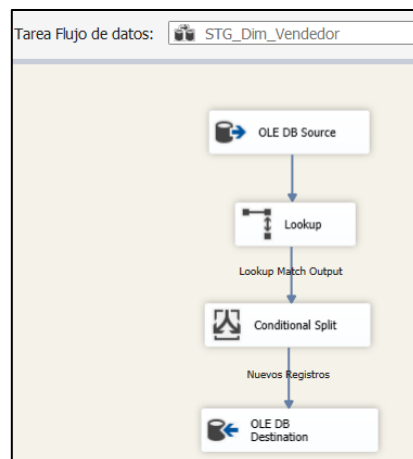 Tarea Flujo de datos: STG_Dim_Vendedor
OLE DB Source
Lookup
Lookup Match Output
Conditional Split
Nuevos Registros
OLE DB
Destination